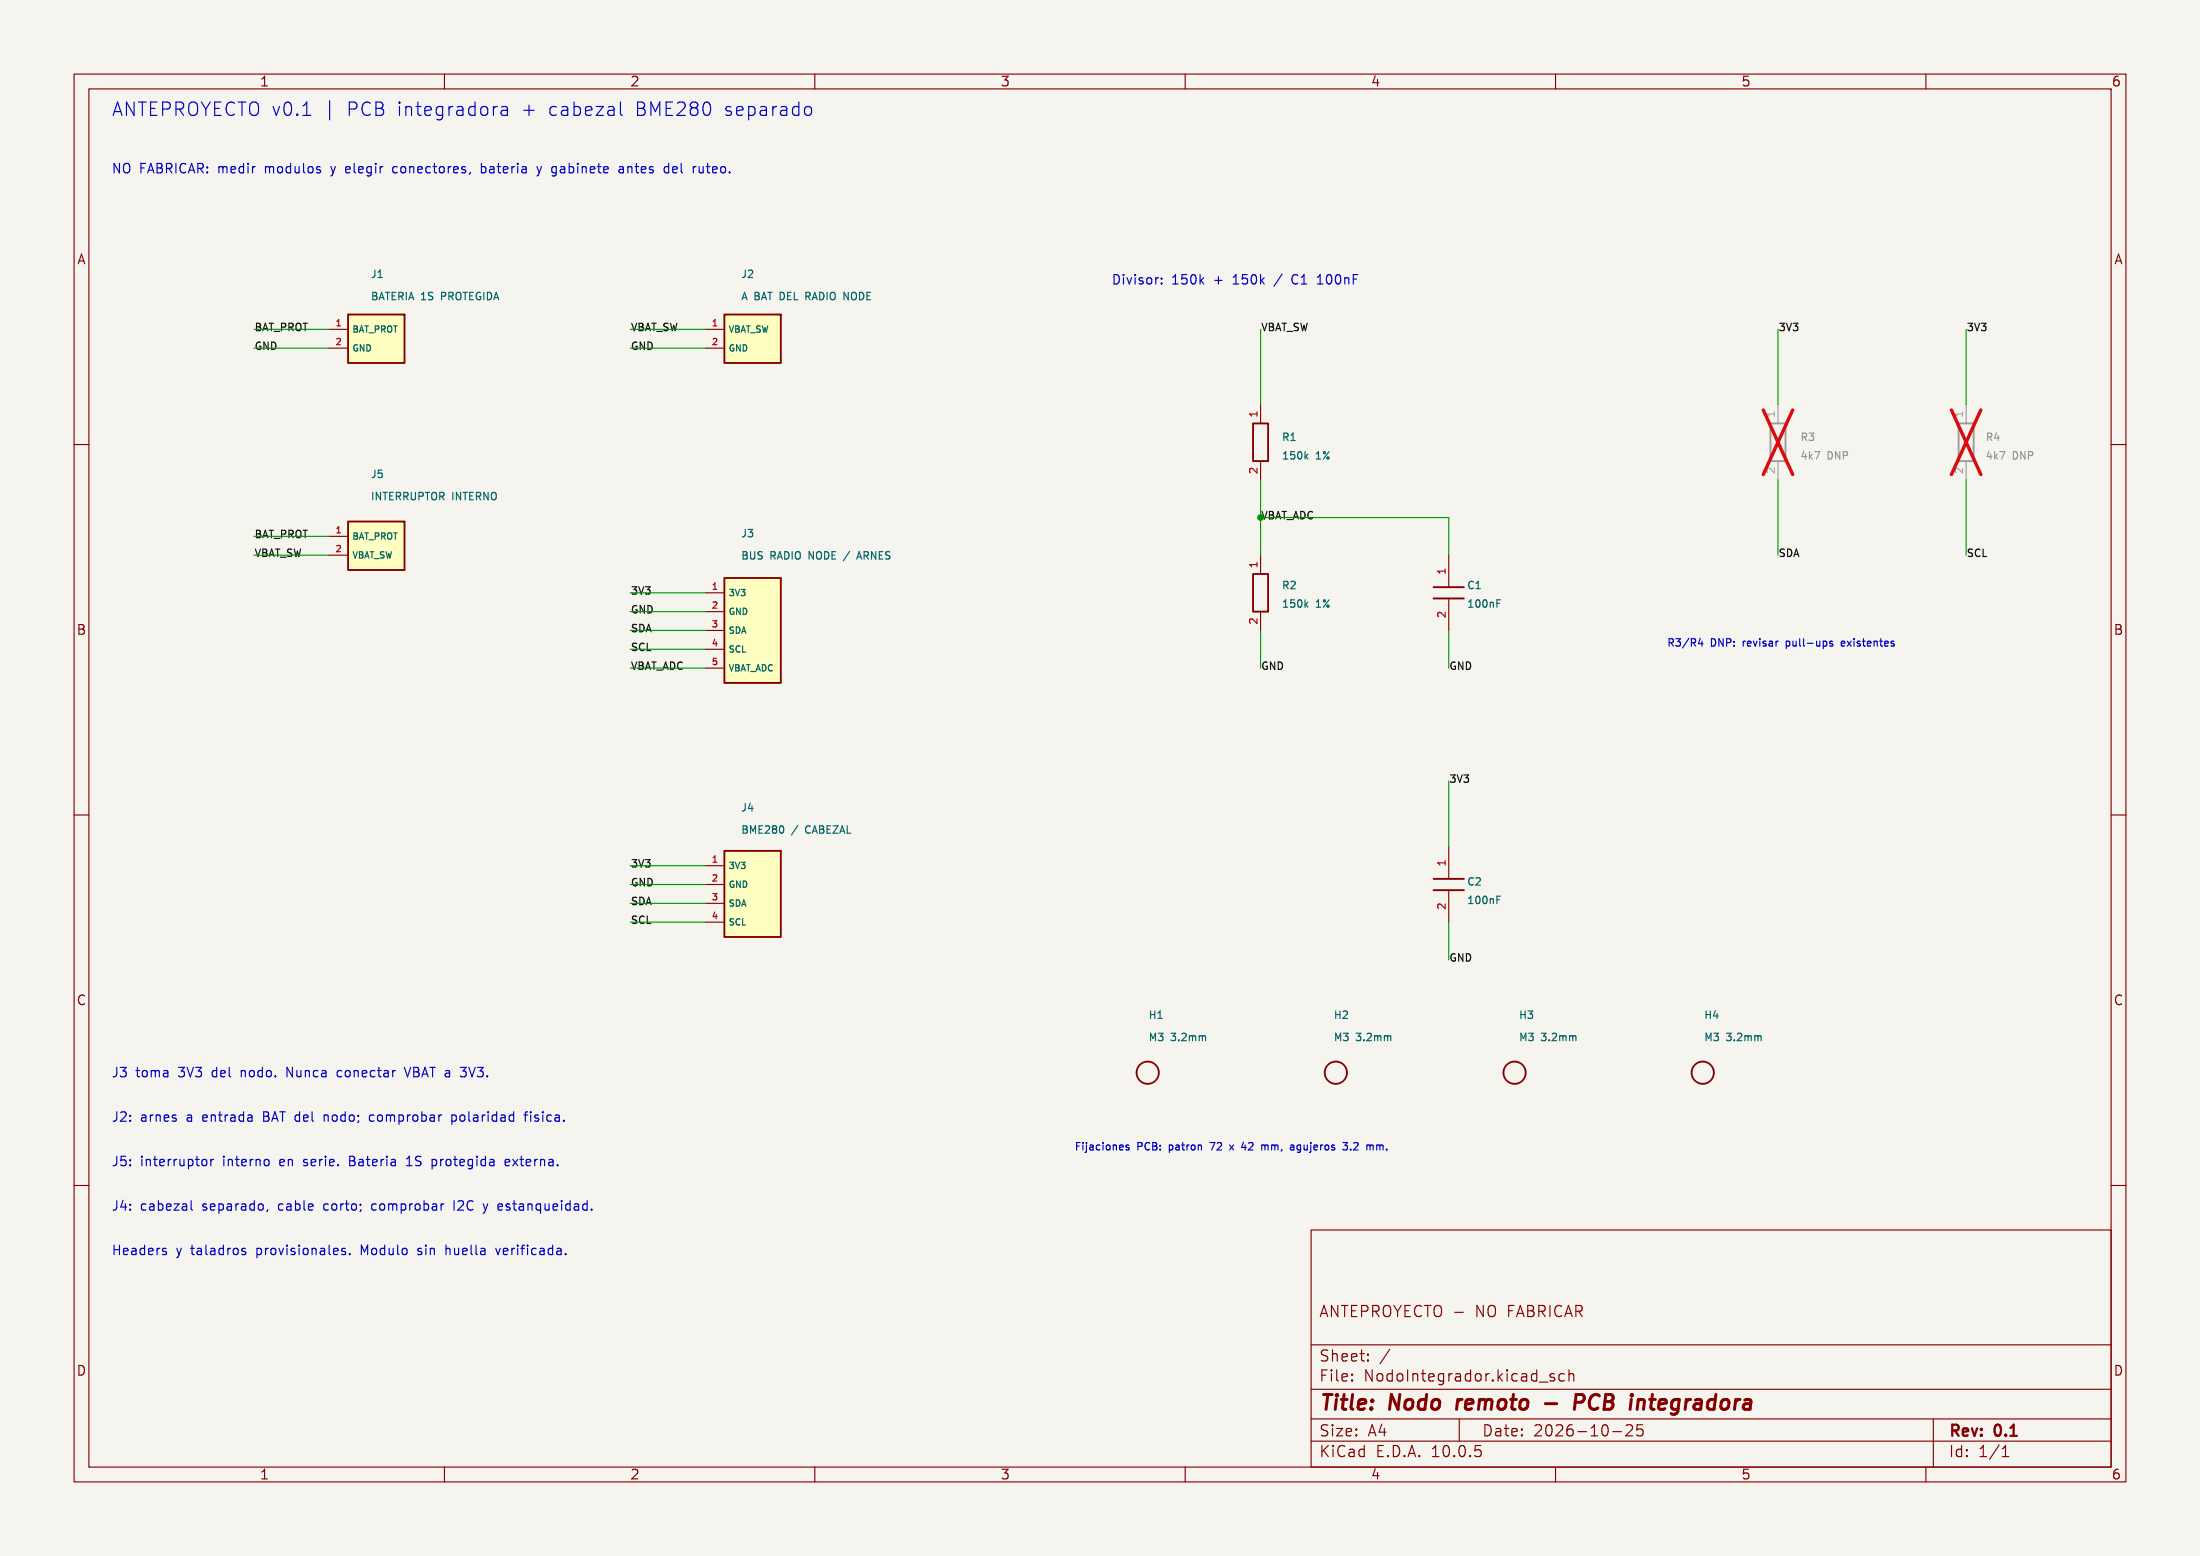 1 2 3 4 5 6
ANTEPROYECTO v0.1 | PCB integradora + cabezal BME280 separado
NO FABRICAR: medir modulos y elegir conectores, bateria y gabinete antes del ruteo.
A
A
J1
BATERIA 1S PROTEGIDA
BAT_PROT 1 BAT_PROT
GND 2 GND
J2
A BAT DEL RADIO NODE
VBAT_SW 1 VBAT_SW
GND 2 GND
Divisor: 150k + 150k / C1 100nF
VBAT_SW
1
R1
150k 1%
2
VBAT_ADC
1
R2
150k 1%
2
GND
1
C1
100nF
2
GND
3V3
1
R3
4k7 DNP
2
SDA
3V3
1
R4
4k7 DNP
2
SCL
R3/R4 DNP: revisar pull-ups existentes
J5
INTERRUPTOR INTERNO
BAT_PROT 1 BAT_PROT
VBAT_SW 2 VBAT_SW
J3
BUS RADIO NODE / ARNES
3V3 1 3V3
GND 2 GND
SDA 3 SDA
SCL 4 SCL
VBAT_ADC 5 VBAT_ADC
B
B
J4
BME280 / CABEZAL
3V3 1 3V3
GND 2 GND
SDA 3 SDA
SCL 4 SCL
3V3
1
C2
100nF
2
GND
C
C
H1
M3 3.2mm
H2
M3 3.2mm
H3
M3 3.2mm
H4
M3 3.2mm
Fijaciones PCB: patron 72 x 42 mm, agujeros 3.2 mm.
J3 toma 3V3 del nodo. Nunca conectar VBAT a 3V3.
J2: arnes a entrada BAT del nodo; comprobar polaridad fisica.
J5: interruptor interno en serie. Bateria 1S protegida externa.
J4: cabezal separado, cable corto; comprobar I2C y estanqueidad.
Headers y taladros provisionales. Modulo sin huella verificada.
D
D
ANTEPROYECTO - NO FABRICAR
Sheet: /
File: NodoIntegrador.kicad_sch
Title: Nodo remoto - PCB integradora
Size: A4 Date: 2026-10-25 Rev: 0.1
KiCad E.D.A. 10.0.5 Id: 1/1
1 2 3 4 5 6